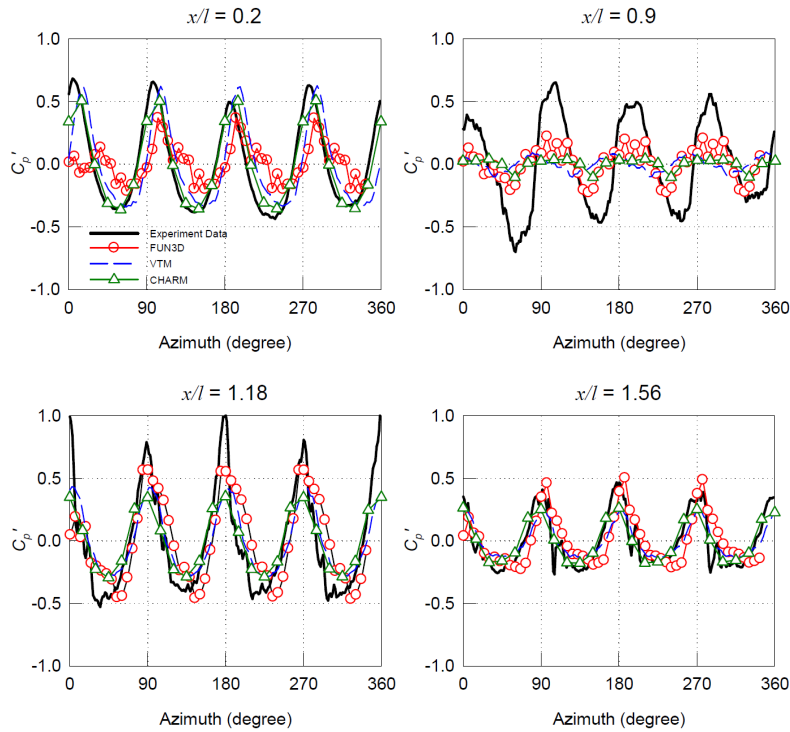 x/l = 0.2
1.0
0.5
0.0
-0.5
-1.0
Cp'
Experiment Data
FUN3D
VTM
CHARM
0 90 180 270 360
Azimuth (degree)
x/l = 0.9
1.0
0.5
0.0
-0.5
-1.0
Cp'
0 90 180 270 360
Azimuth (degree)
x/l = 1.18
1.0
0.5
0.0
-0.5
-1.0
Cp'
0 90 180 270 360
Azimuth (degree)
x/l = 1.56
1.0
0.5
0.0
-0.5
-1.0
Cp'
0 90 180 270 360
Azimuth (degree)